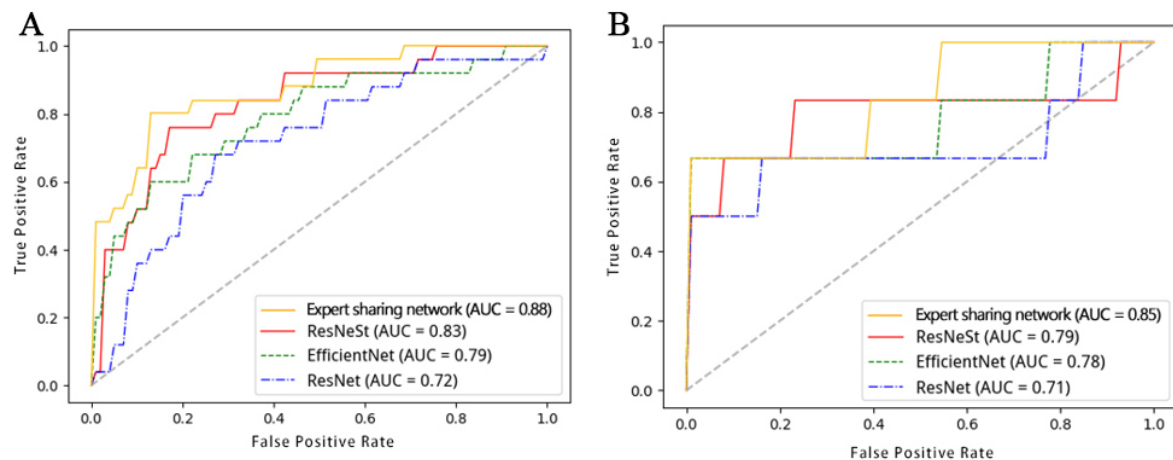 A
1.0
0.8
0.6
0.4
0.2
0.0
True Positive Rate
Expert sharing network (AUC = 0.88)
ResNeSt (AUC = 0.83)
EfficientNet (AUC = 0.79)
ResNet (AUC = 0.72)
0.0 0.2 0.4 0.6 0.8 1.0
False Positive Rate
B
1.0
0.8
0.6
0.4
0.2
0.0
True Positive Rate
Expert sharing network (AUC = 0.85)
ResNeSt (AUC = 0.79)
EfficientNet (AUC = 0.78)
ResNet (AUC = 0.71)
0.0 0.2 0.4 0.6 0.8 1.0
False Positive Rate